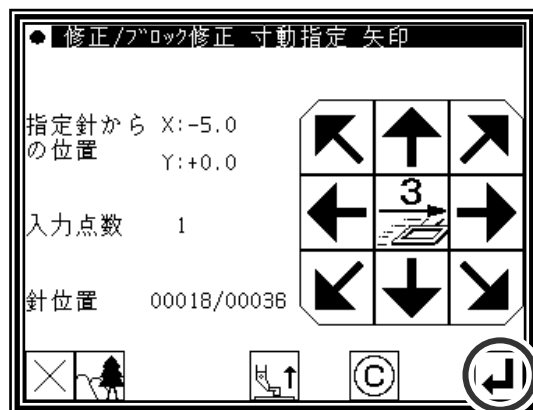 ● 修正/ブロック修正 寸動指定 矢印
指定針から X:-5.0
の位置 Y:+0.0
入力点数 1
針位置 00018/00036
3
C